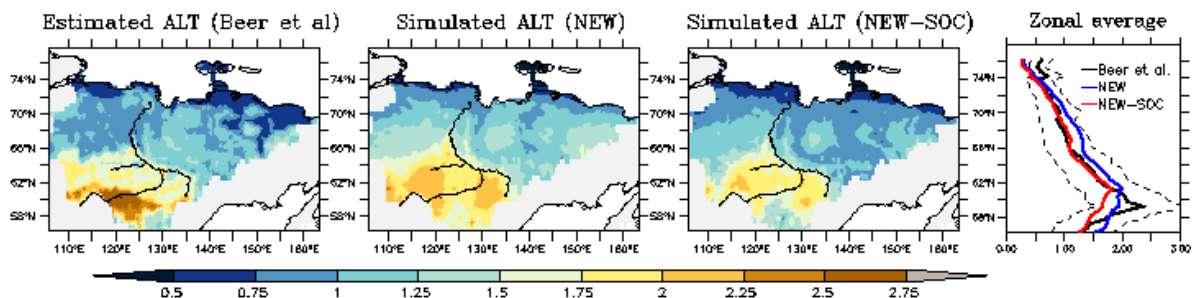 Estimated ALT (Beer et al)
Simulated ALT (NEW)
Simulated ALT (NEW-SOC)
Zonal average
74°N
70°N
66°N
62°N
58°N
110°E 120°E 130°E 140°E 150°E 160°E
74°N
70°N
66°N
62°N
58°N
110°E 120°E 130°E 140°E 150°E 160°E
74°N
70°N
66°N
62°N
58°N
110°E 120°E 130°E 140°E 150°E 160°E
Beer et al.
NEW
NEW-SOC
74°N
70°N
66°N
62°N
58°N
0.00 1.00 2.00 3.00
0.5 0.75 1 1.25 1.5 1.75 2 2.25 2.5 2.75